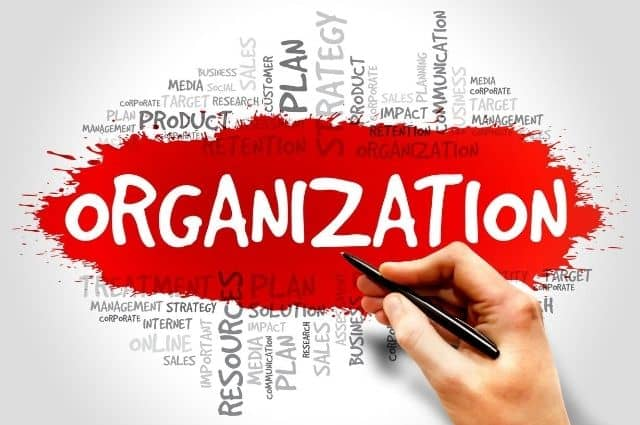 BUSINESS
MEDIA
SOCIAL
CORPORATE
TARGET
RESEARCH
PLAN
MANAGEMENT
PRODUCT
SALES
CUSTOMER
PLAN
STRATEGY
PRODUCT
SALES
PLANNING
COMMUNICATION
BUSINESS
IMPACT
CORPORATE
RETENTION
MEDIA
CORPORATE
TARGET
MANAGEMENT
RETENTION
ORGANIZATION
ORGANIZATION
TREATMENT
MANAGEMENT
STRATEGY
CORPORATE
INTERNET
ONLINE
SALES
IMPORTANT
RESOURCES
PLAN
SOLUTION
MEDIA
IMPACT
COMMUNICATION
PLAN
RESEARCH
SALES
BUSINESS
TARGET
CORPORATE